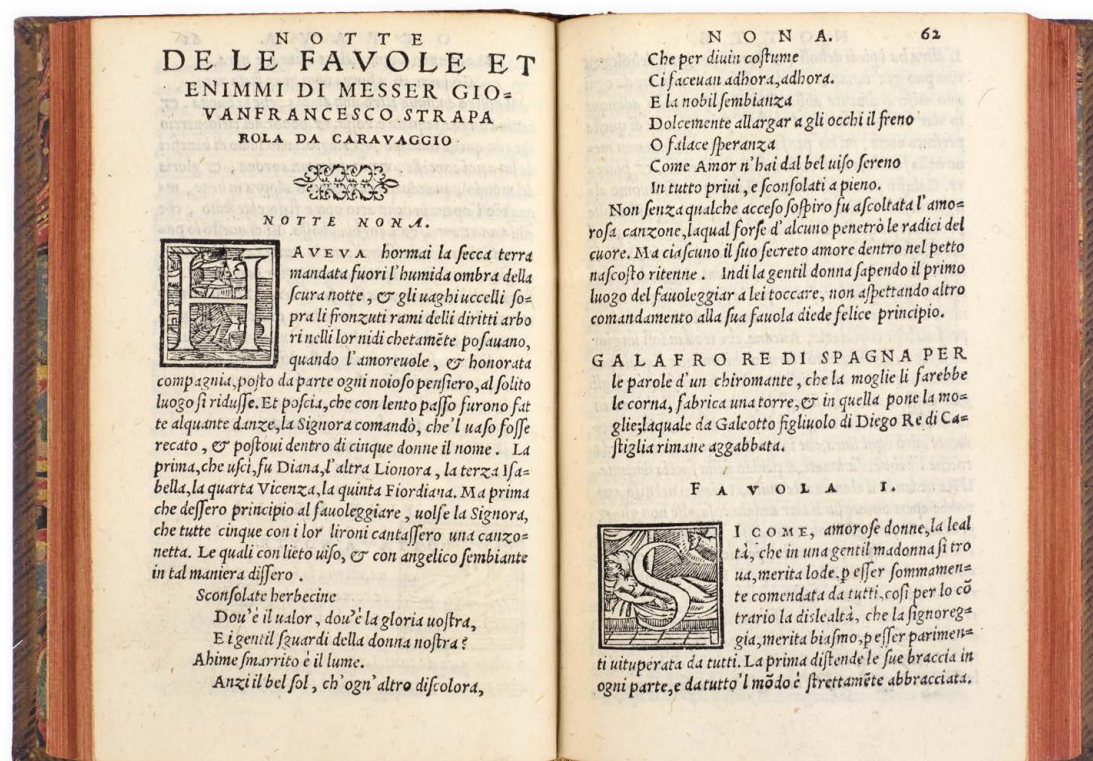 NOTTE
DE LE FAVOLE ET
ENIMMI DI MESSER GIO=
VANFRANCESCO STRAPA
ROLA DA CARAVAGGIO
NOTTE NONA.
HAVEVA hormai la ſecca terra
mandata fuori l'humida ombra della
ſcura notte, & gli uaghi uccelli ſo=
pra li fronzuti rami delli diritti arbo
ri nelli lor nidi chetamẽte poſauano,
quando l'amoreuole, & honorata
compagnia, poſto da parte ogni noioſo penſiero, al ſolito
luogo ſi riduſſe. Et poſcia, che con lento paſſo furono fat
te alquante danze, la Signora comandò, che'l uaſo foſſe
recato, & poſtoui dentro di cinque donne il nome. La
prima, che uſcì, fu Diana, l'altra Lionora, la terza Iſa=
bella, la quarta Vicenza, la quinta Fiordiana. Ma prima
che deſſero principio al fauoleggiare, uolſe la Signora,
che tutte cinque con i lor lironi cantaſſero una canzo=
netta. Le quali con lieto uiſo, & con angelico ſembiante
in tal maniera diſſero.
Sconſolate herbecine
Dou'è il ualor, dou'è la gloria uoſtra,
E i gentil ſguardi della donna noſtra?
Ahime ſmarrito è il lume.
Anzi il bel ſol, ch'ogn'altro diſcolora,
NONA. 62
Che per diuin coſtume
Ci faceuan adhora, adhora.
E la nobil ſembianza
Dolcemente allargar a gli occhi il freno
O falace ſperanza
Come Amor n'hai dal bel uiſo ſereno
In tutto priui, e ſconſolati a pieno.
Non ſenza qualche acceſo ſoſpiro fu aſcoltata l'amo=
roſa canzone, laqual forſe d'alcuno penetrò le radici del
cuore. Ma ciaſcuno il ſuo ſecreto amore dentro nel petto
naſcoſto ritenne. Indi la gentil donna ſapendo il primo
luogo del fauoleggiar a lei toccare, non aſpettando altro
comandamento alla ſua fauola diede felice principio.
GALAFRO RE DI SPAGNA PER
le parole d'un chiromante, che la moglie li farebbe
le corna, fabrica una torre, & in quella pone la mo=
glie; laquale da Galeotto figliuolo di Diego Re di Ca=
ſtiglia rimane aggabbata.
FAVOLA I.
SI COME, amoroſe donne, la leal
tà, che in una gentil madonna ſi tro
ua, merita lode, ꝑ eſſer ſommamen=
te comendata da tutti, coſì per lo cõ
trario la dislealtà, che la ſignoreg=
gia, merita biaſmo, ꝑ eſſer parimen=
ti uituperata da tutti. La prima diſtende le ſue braccia in
ogni parte, e da tutto'l mõdo è ſtrettamẽte abbracciata.